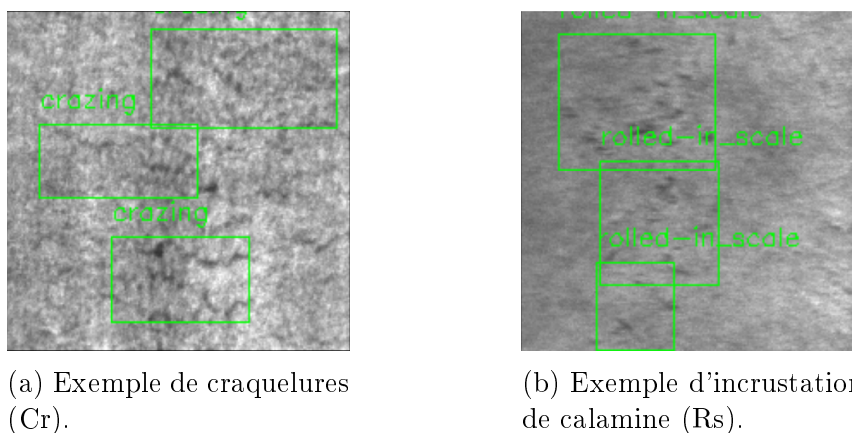 crazing
crazing
rolled-in_scale
rolled-in_scale
(a) Exemple de craquelures
(Cr).
(b) Exemple d'incrustation
de calamine (Rs).